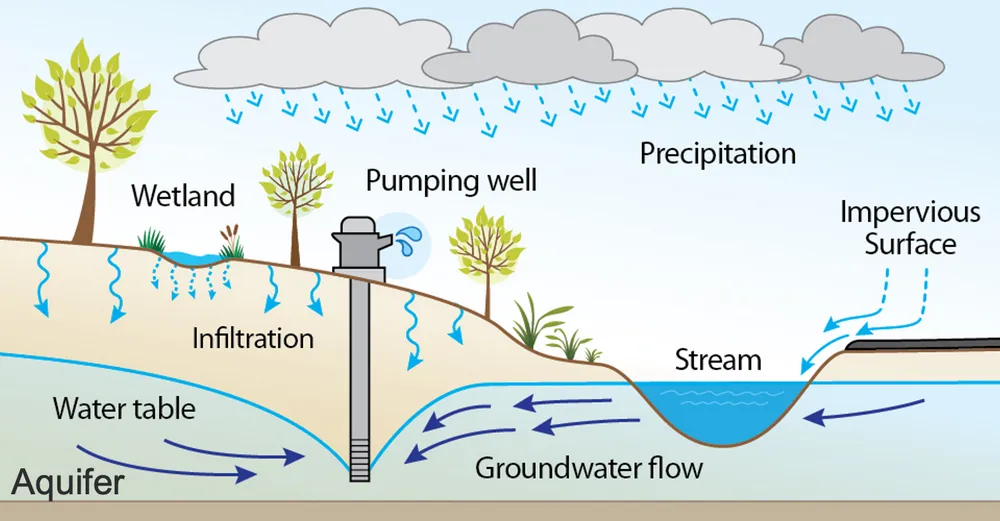 Precipitation
Pumping well
Wetland
Impervious
Surface
Infiltration
Stream
Water table
Groundwater flow
Aquifer